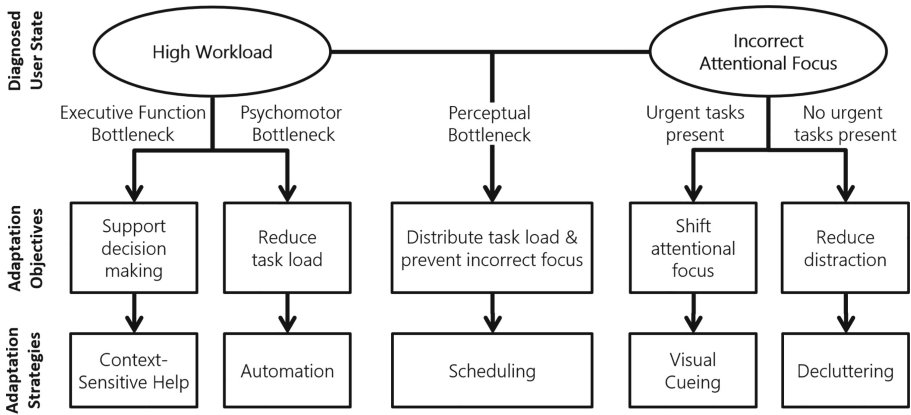 Diagnosed
User State
High Workload
Incorrect
Attentional Focus
Executive Function
Bottleneck
Psychomotor
Bottleneck
Perceptual
Bottleneck
Urgent tasks
present
No urgent
tasks present
Adaptation
Objectives
Support
decision
making
Reduce
task load
Distribute task load &
prevent incorrect focus
Shift
attentional
focus
Reduce
distraction
Adaptation
Strategies
Context-
Sensitive Help
Automation
Scheduling
Visual
Cueing
Decluttering